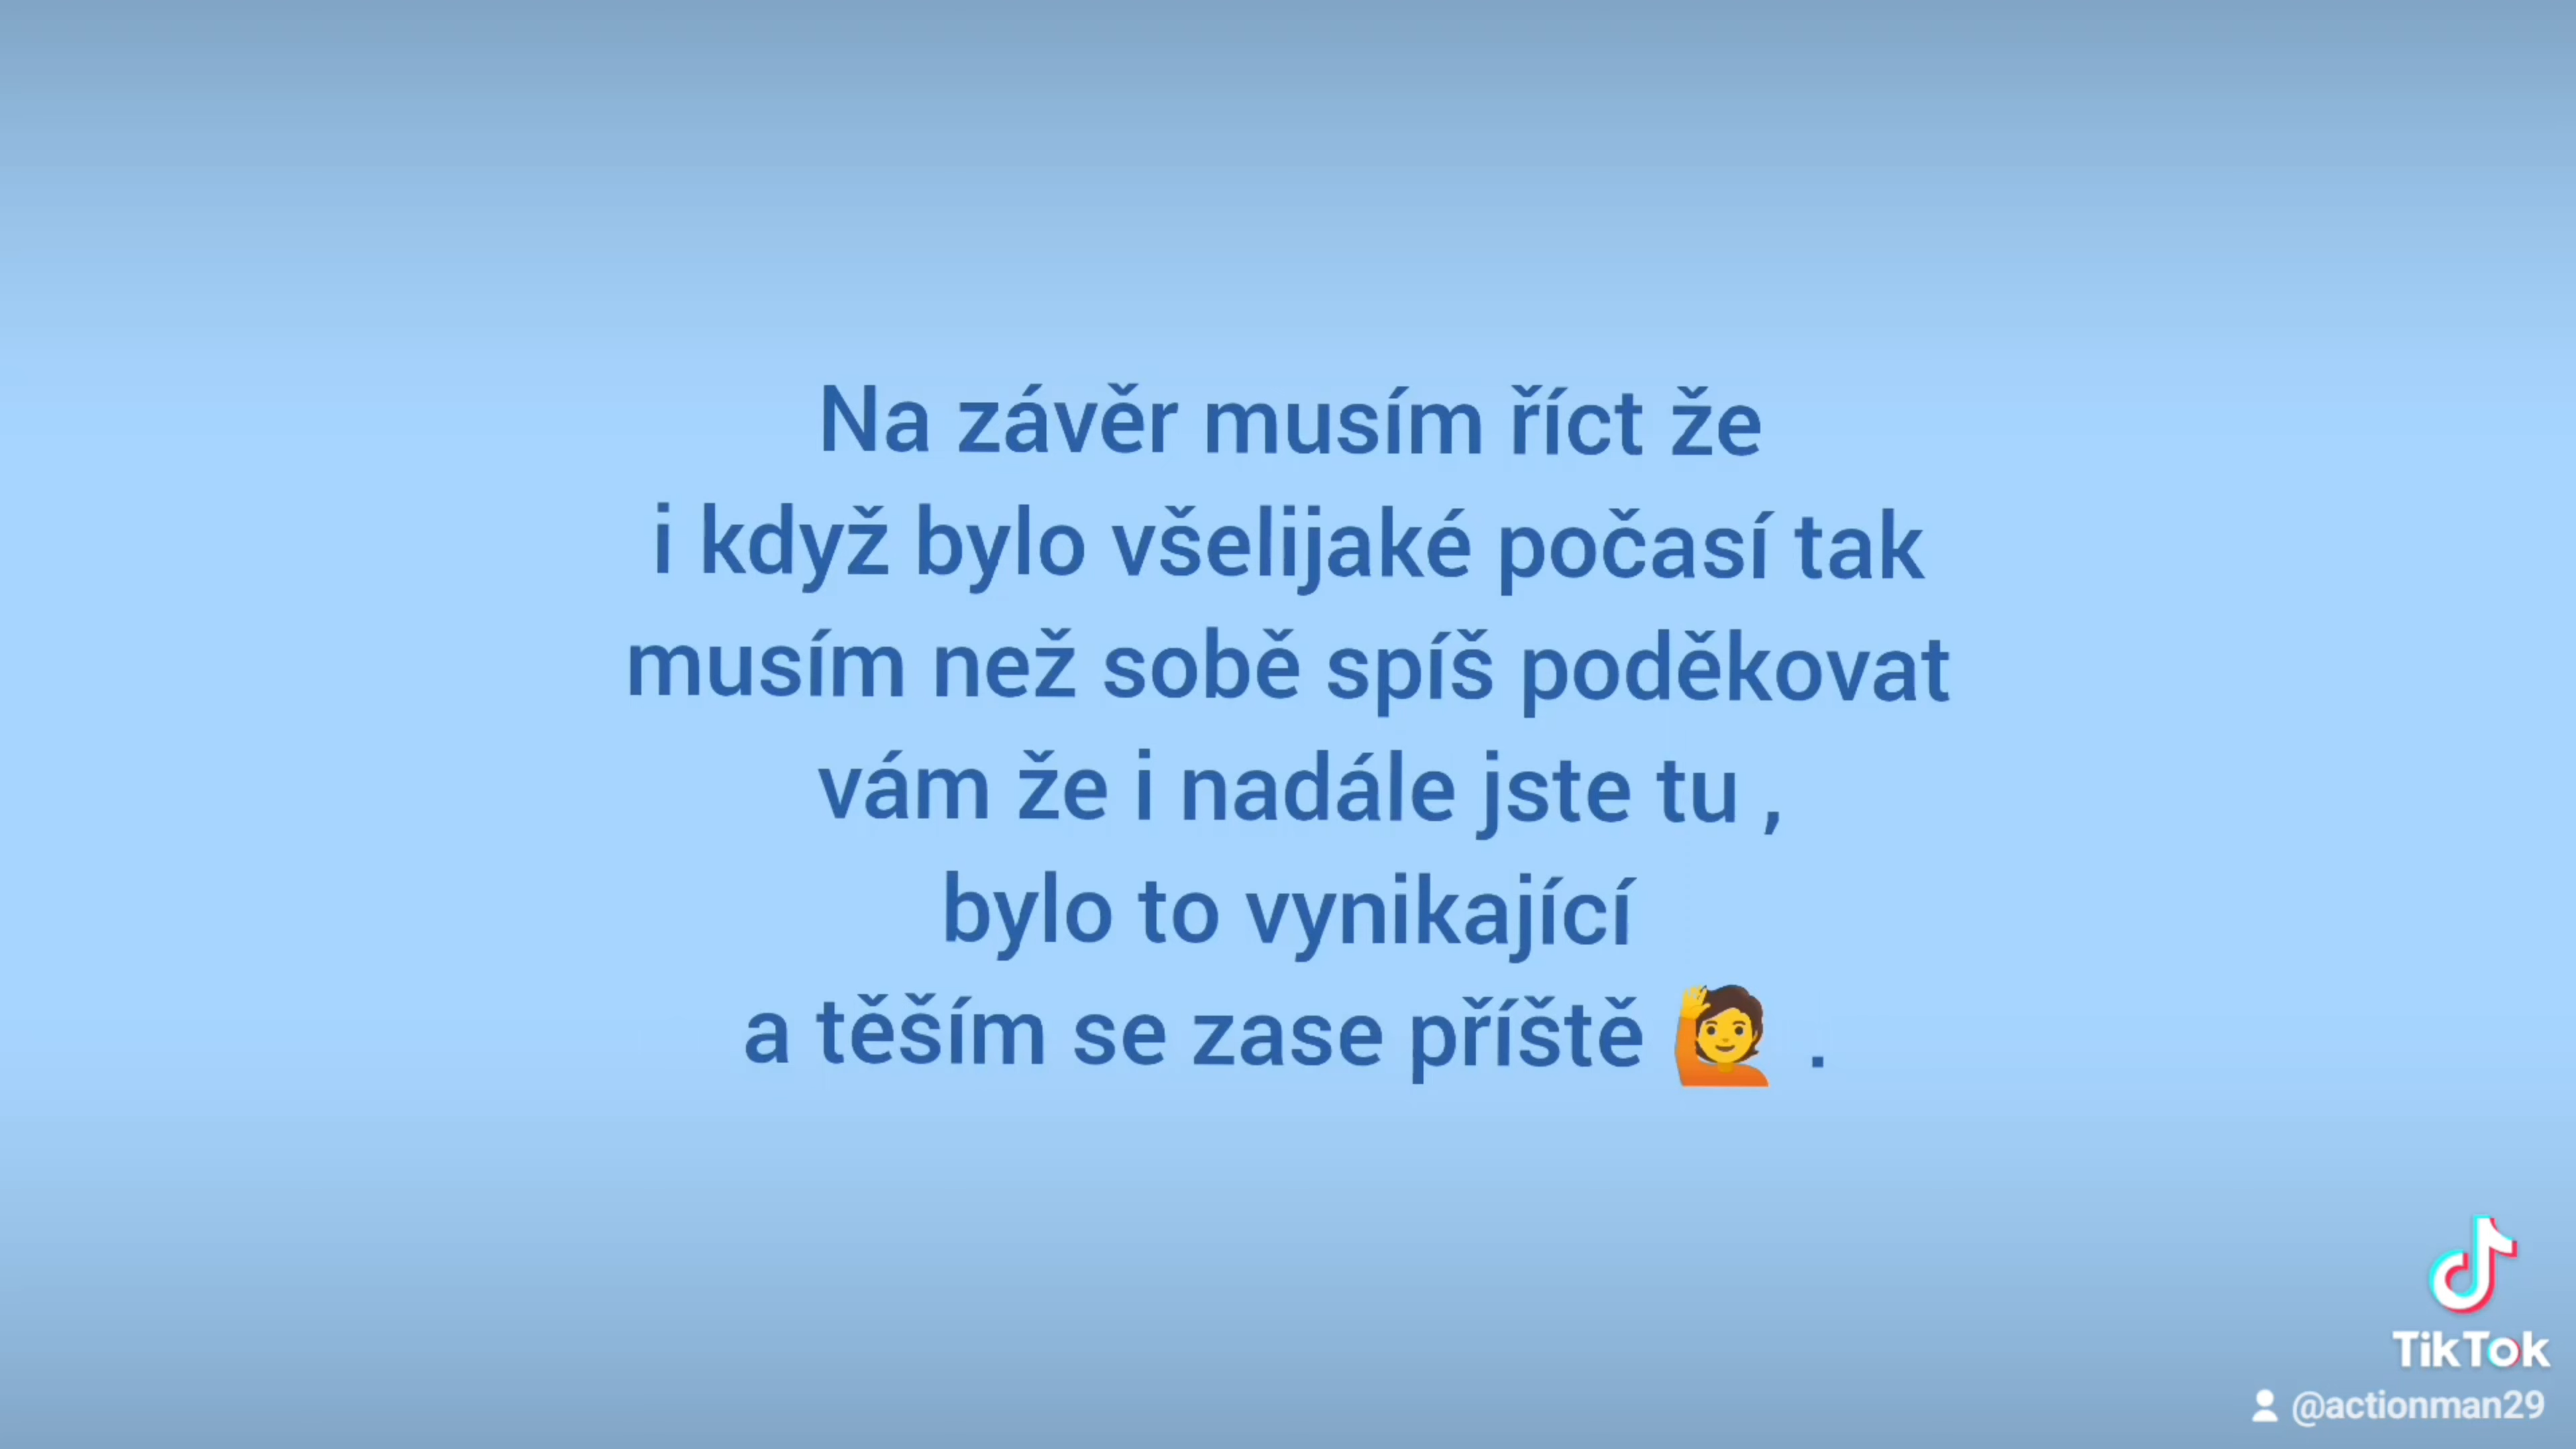 Na závěr musím říct že
i když bylo všelijaké počasí tak
musím než sobě spíš poděkovat
vám že i nadále jste tu ,
bylo to vynikající
a těším se zase příště 🙋 .
TikTok
@actionman29